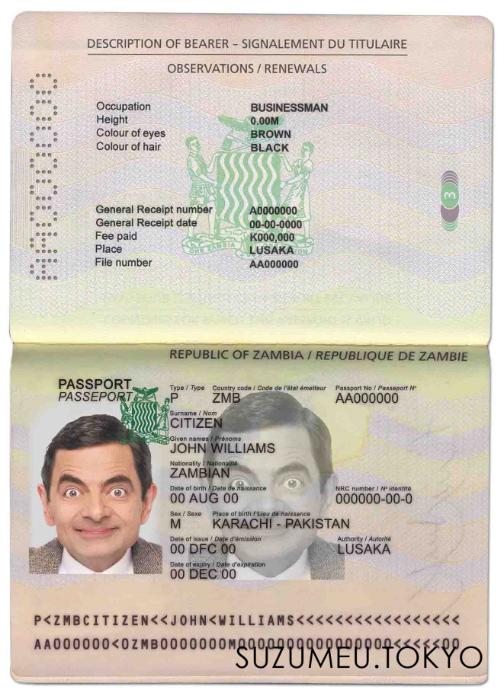 DESCRIPTION OF BEARER – SIGNALEMENT DU TITULAIRE
OBSERVATIONS / RENEWALS
Occupation BUSINESSMAN
Height 0.00M
Colour of eyes BROWN
Colour of hair BLACK
General Receipt number A0000000
General Receipt date 00-00-0000
Fee paid K000,000
Place LUSAKA
File number AA000000
3
REPUBLIC OF ZAMBIA / REPUBLIQUE DE ZAMBIE
PASSPORT Type / Type Country code / Code de l'état émetteur Passport No / Passeport N°
PASSEPORT P ZMB AA000000
Surname / Nom
CITIZEN
Given names / Prénoms
JOHN WILLIAMS
Nationality / Nationalité
ZAMBIAN
Date of birth / Date de naissance NRC number / N° identité
00 AUG 00 000000-00-0
Sex / Sexe Place of birth / Lieu de naissance
M KARACHI - PAKISTAN
Date of issue / Date d'émission Authority / Autorité
00 DFC 00 LUSAKA
Date of expiry / Date d'expiration
00 DEC 00
P<ZMBCITIZEN<<JOHN<WILLIAMS<<<<<<<<<<<<<<<<<
AA000000<0ZMB0000000M0000000000000000<<<<<00
SUZUMEU.TOKYO